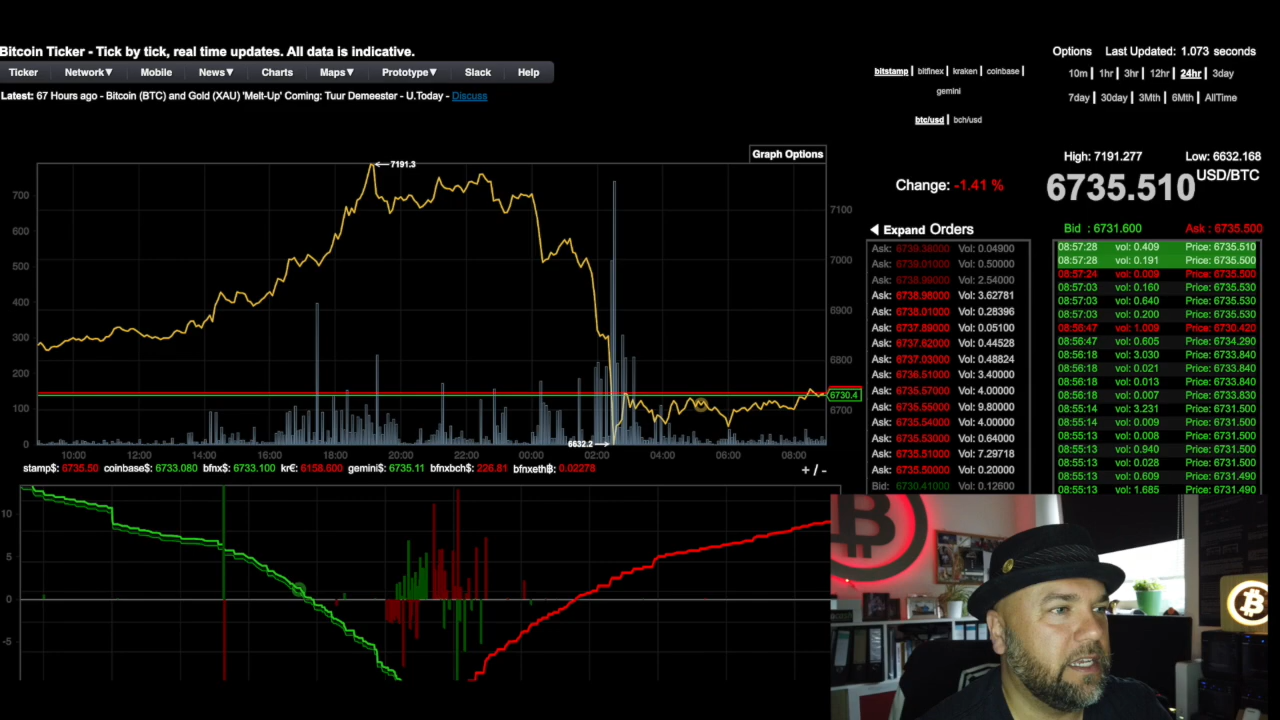 Bitcoin Ticker - Tick by tick, real time updates. All data is indicative.
Ticker Network▼ Mobile News▼ Charts Maps▼ Prototype▼ Slack Help
Latest: 67 Hours ago - Bitcoin (BTC) and Gold (XAU) 'Melt-Up' Coming: Tuur Demeester - U.Today - Discuss
bitstamp | bitfinex | kraken | coinbase |
gemini
btc/usd | bch/usd
Options Last Updated: 1.073 seconds
10m | 1hr | 3hr | 12hr | 24hr | 3day
7day | 30day | 3Mth | 6Mth | AllTime
High: 7191.277 Low: 6632.168
Change: -1.41 % 6735.510 USD/BTC
Graph Options
7191.3
700
600
500
400
300
200
100
0
7100
7000
6900
6800
6700
6730.4
6632.2
10:00 12:00 14:00 16:00 18:00 20:00 22:00 00:00 02:00 04:00 06:00 08:00
stamp$: 6735.50 coinbase$: 6733.080 bfnx$: 6733.100 kr€: 6158.600 gemini$: 6735.11 bfnxbch$: 226.81 bfnxeth$: 0.02278
+ / -
10
5
0
-5
Expand Orders
Ask: 6739.38000 Vol: 0.04900
Ask: 6739.01000 Vol: 0.50000
Ask: 6738.99000 Vol: 2.54000
Ask: 6738.98000 Vol: 3.62781
Ask: 6738.01000 Vol: 0.28396
Ask: 6737.89000 Vol: 0.05100
Ask: 6737.62000 Vol: 0.44528
Ask: 6737.03000 Vol: 0.48824
Ask: 6736.51000 Vol: 3.40000
Ask: 6735.57000 Vol: 4.00000
Ask: 6735.55000 Vol: 9.80000
Ask: 6735.54000 Vol: 4.00000
Ask: 6735.53000 Vol: 0.64000
Ask: 6735.51000 Vol: 7.29718
Ask: 6735.50000 Vol: 0.20000
Bid: 6730.41000 Vol: 0.12600
Bid : 6731.600 Ask : 6735.500
08:57:28 vol: 0.409 Price: 6735.510
08:57:28 vol: 0.191 Price: 6735.500
08:57:24 vol: 0.009 Price: 6735.500
08:57:03 vol: 0.160 Price: 6735.530
08:57:03 vol: 0.640 Price: 6735.530
08:57:03 vol: 0.200 Price: 6735.530
08:56:47 vol: 1.009 Price: 6730.420
08:56:47 vol: 0.605 Price: 6734.290
08:56:18 vol: 3.030 Price: 6733.840
08:56:18 vol: 0.021 Price: 6733.840
08:56:18 vol: 0.013 Price: 6733.840
08:56:18 vol: 0.007 Price: 6733.830
08:55:14 vol: 3.231 Price: 6731.500
08:55:14 vol: 0.009 Price: 6731.500
08:55:13 vol: 0.008 Price: 6731.500
08:55:13 vol: 0.940 Price: 6731.500
08:55:13 vol: 0.028 Price: 6731.500
08:55:13 vol: 0.609 Price: 6731.490
08:55:13 vol: 1.685 Price: 6731.490